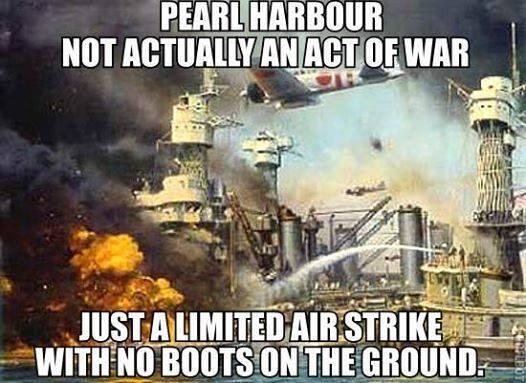 PEARL HARBOUR
NOT ACTUALLY AN ACT OF WAR
JUST A LIMITED AIR STRIKE
WITH NO BOOTS ON THE GROUND.